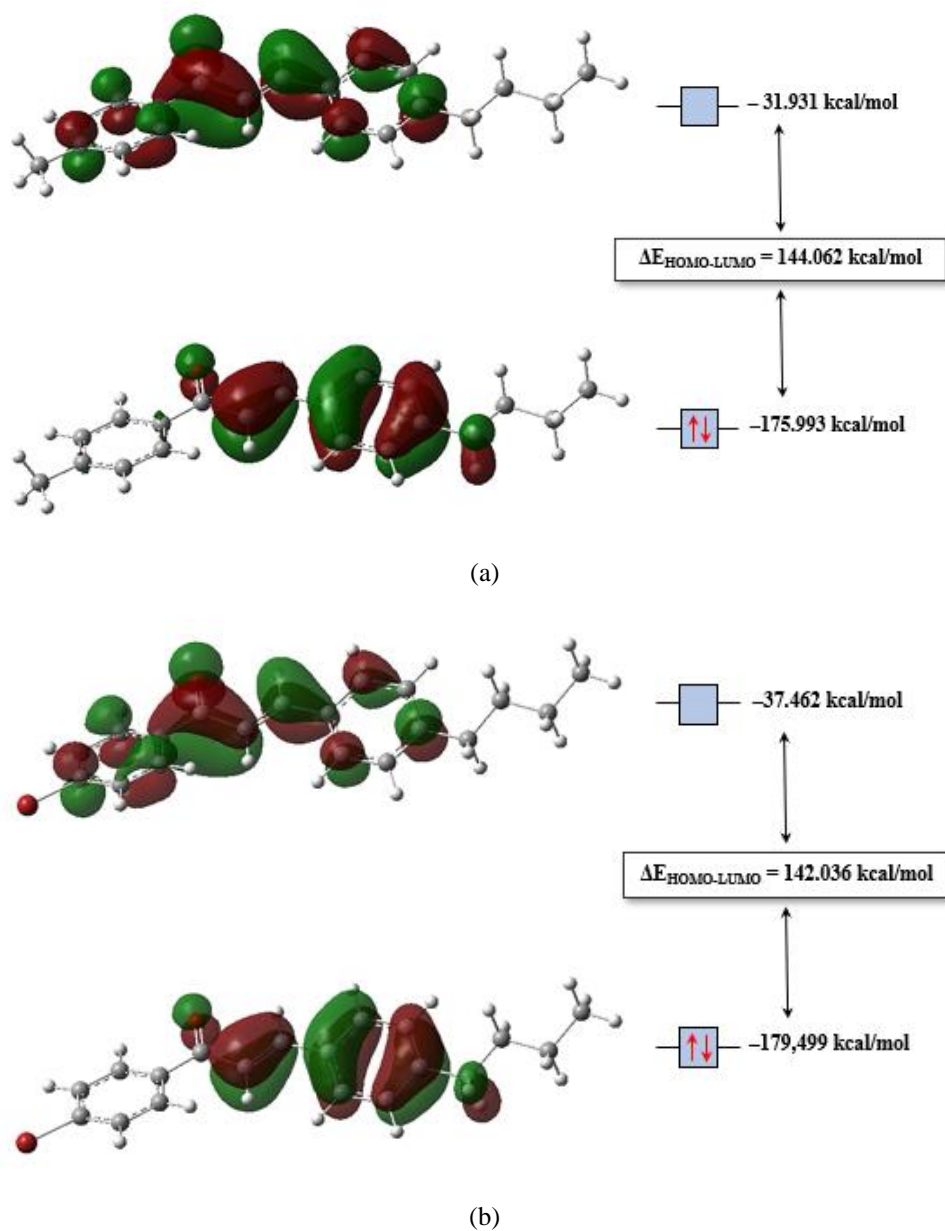 – 31.931 kcal/mol
ΔEHOMO-LUMO = 144.062 kcal/mol
↑↓
–175.993 kcal/mol
(a)
–37.462 kcal/mol
ΔEHOMO-LUMO = 142.036 kcal/mol
↑↓
–179,499 kcal/mol
(b)